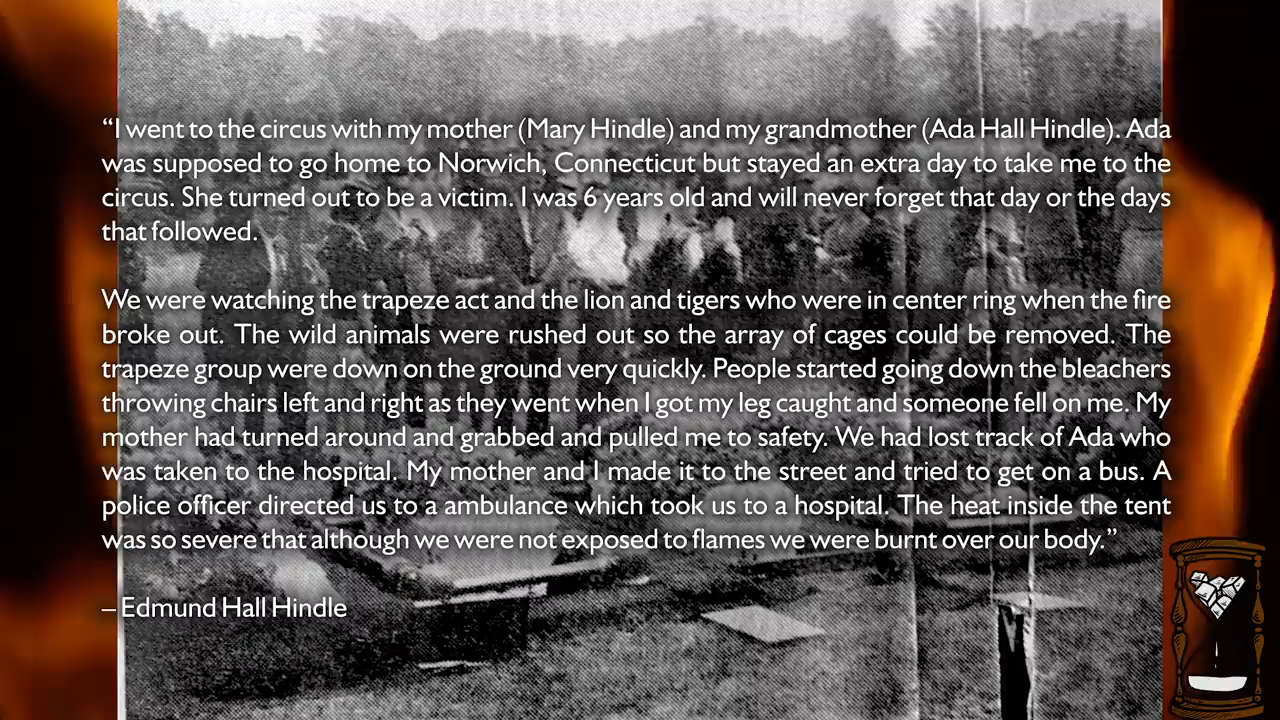 “I went to the circus with my mother (Mary Hindle) and my grandmother (Ada Hall Hindle). Ada
was supposed to go home to Norwich, Connecticut but stayed an extra day to take me to the
circus. She turned out to be a victim. I was 6 years old and will never forget that day or the days
that followed.
We were watching the trapeze act and the lion and tigers who were in center ring when the fire
broke out. The wild animals were rushed out so the array of cages could be removed. The
trapeze group were down on the ground very quickly. People started going down the bleachers
throwing chairs left and right as they went when I got my leg caught and someone fell on me. My
mother had turned around and grabbed and pulled me to safety. We had lost track of Ada who
was taken to the hospital. My mother and I made it to the street and tried to get on a bus. A
police officer directed us to a ambulance which took us to a hospital. The heat inside the tent
was so severe that although we were not exposed to flames we were burnt over our body.”
– Edmund Hall Hindle